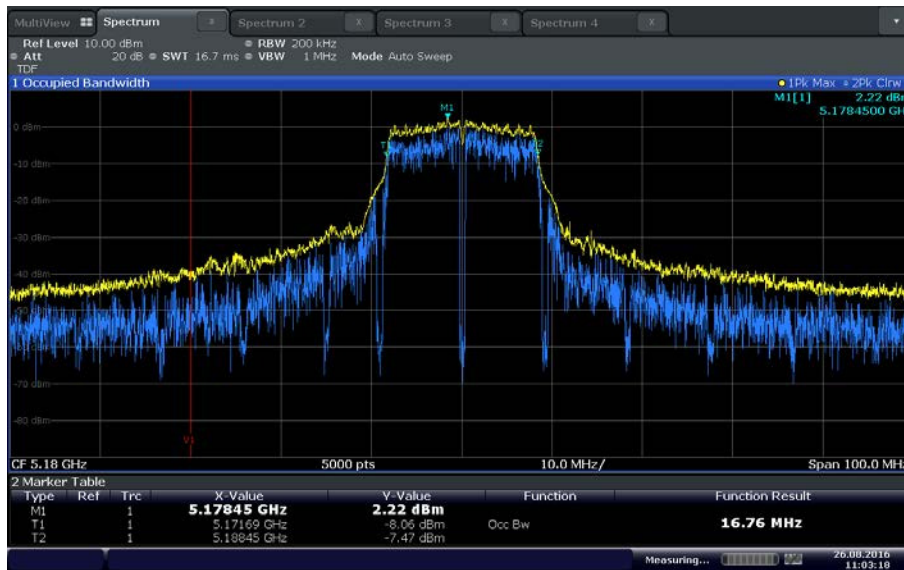 MultiView Spectrum x Spectrum 2 x Spectrum 3 x Spectrum 4 x
Ref Level 10.00 dBm RBW 200 kHz
Att 20 dB SWT 16.7 ms VBW 1 MHz Mode Auto Sweep
TDF
1 Occupied Bandwidth 1Pk Max 2Pk Clrw
M1[1] 2.22 dBm
5.1784500 GH
M1
0 dBm
T1
-10 dBm
-20 dBm
-30 dBm
-40 dBm
-70 dBm
-80 dBm
V1
CF 5.18 GHz 5000 pts 10.0 MHz/ Span 100.0 MHz
2 Marker Table
Type Ref Trc X-Value Y-Value Function Function Result
M1 1 5.17845 GHz 2.22 dBm
T1 1 5.17169 GHz -8.06 dBm Occ Bw 16.76 MHz
T2 1 5.18845 GHz -7.47 dBm
Measuring... 26.08.2016
11:03:18